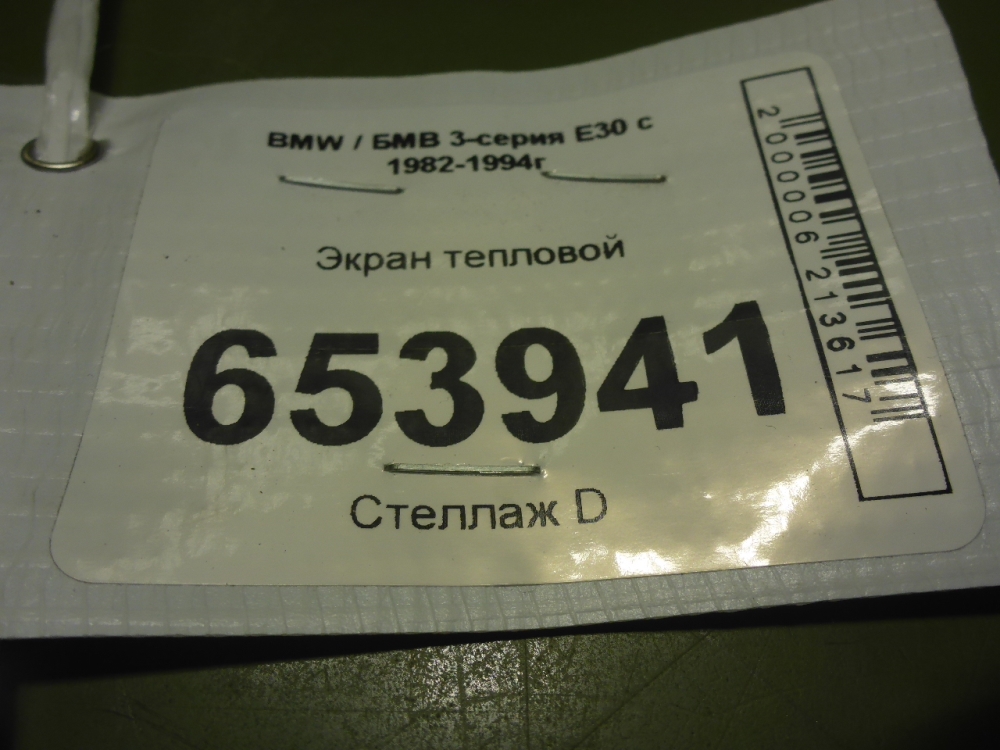 BMW / БМВ 3-серия E30 с
1982-1994г
Экран тепловой
653941
Стеллаж D
2000006213617